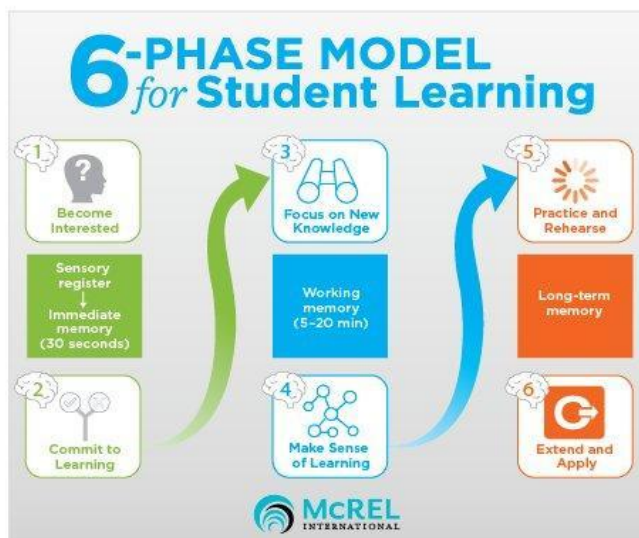 6-PHASE MODEL
for Student Learning
1
Become
Interested
Sensory
register
Immediate
memory
(30 seconds)
2
Commit to
Learning
3
Focus on New
Knowledge
Working
memory
(5–20 min)
4
Make Sense
of Learning
5
Practice and
Rehearse
Long-term
memory
6
Extend and
Apply
McREL
INTERNATIONAL